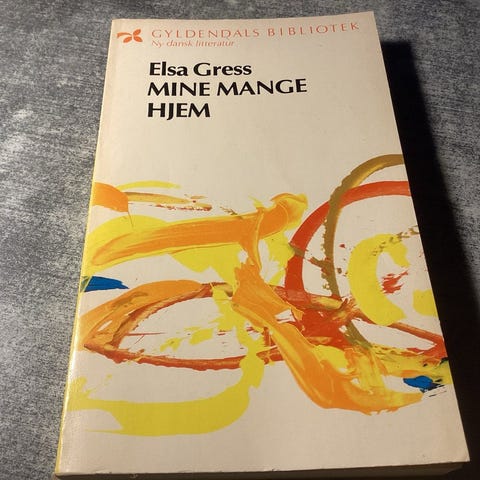 GYLDENDALS BIBLIOTEK
Ny dansk litteratur
Elsa Gress
MINE MANGE
HJEM